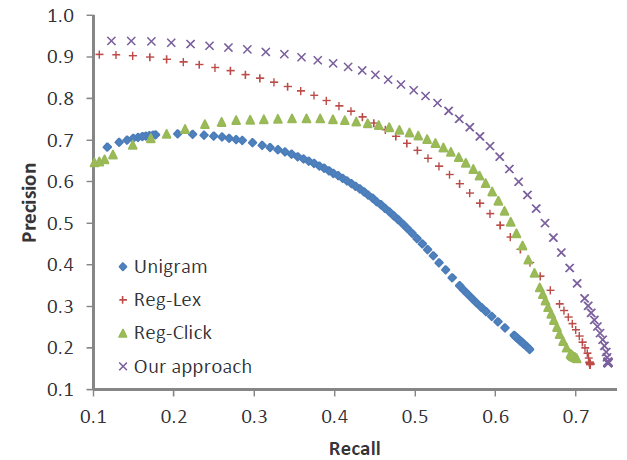 1.0
0.9
0.8
0.7
0.6
0.5
0.4
0.3
0.2
0.1
Precision
Unigram
Reg-Lex
Reg-Click
Our approach
0.1 0.2 0.3 0.4 0.5 0.6 0.7
Recall